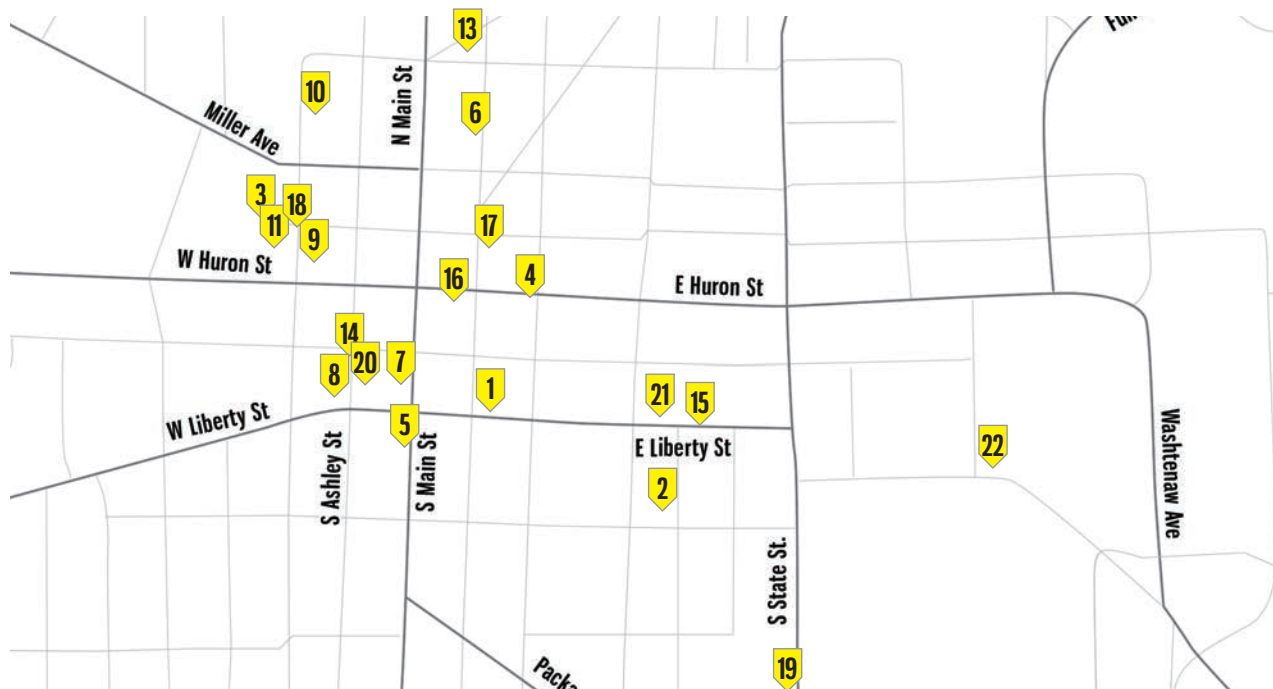 13
Full
10
6
N Main St
Miller Ave
3
18
11
9
17
W Huron St
16
4
E Huron St
14
20
7
8
1
21
15
5
W Liberty St
E Liberty St
22
Washtenaw Ave
S Ashley St
S Main St
2
S State St.
19
Packa